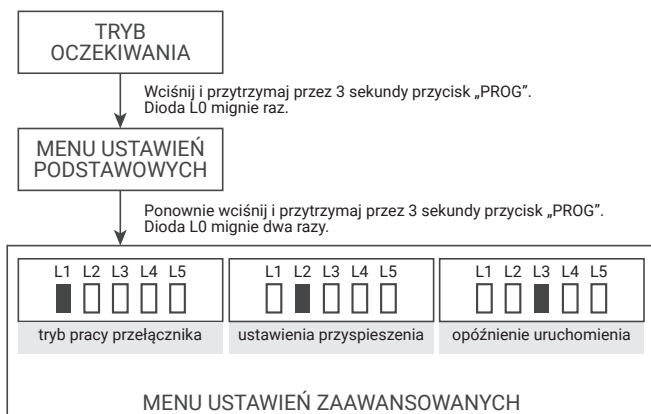 TRYB
OCZEKIWANIA
Wciśnij i przytrzymaj przez 3 sekundy przycisk „PROG”.
Dioda L0 mignie raz.
MENU USTAWIEŃ
PODSTAWOWYCH
Ponownie wciśnij i przytrzymaj przez 3 sekundy przycisk „PROG”.
Dioda L0 mignie dwa razy.
L1 L2 L3 L4 L5
tryb pracy przełącznika
L1 L2 L3 L4 L5
ustawienia przyspieszenia
L1 L2 L3 L4 L5
opóźnienie uruchomienia
MENU USTAWIEŃ ZAAWANSOWANYCH